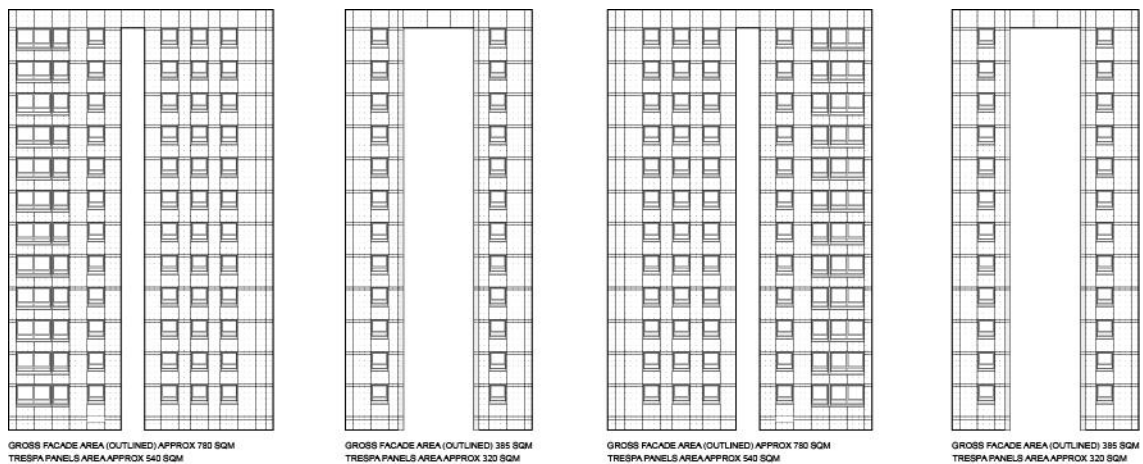 GROSS FACADE AREA (OUTLINED) APPROX 780 SQM
TRESPA PANELS AREA APPROX 540 SQM
GROSS FACADE AREA (OUTLINED) 385 SQM
TRESPA PANELS AREA APPROX 320 SQM
GROSS FACADE AREA (OUTLINED) APPROX 780 SQM
TRESPA PANELS AREA APPROX 540 SQM
GROSS FACADE AREA (OUTLINED) 385 SQM
TRESPA PANELS AREA APPROX 320 SQM